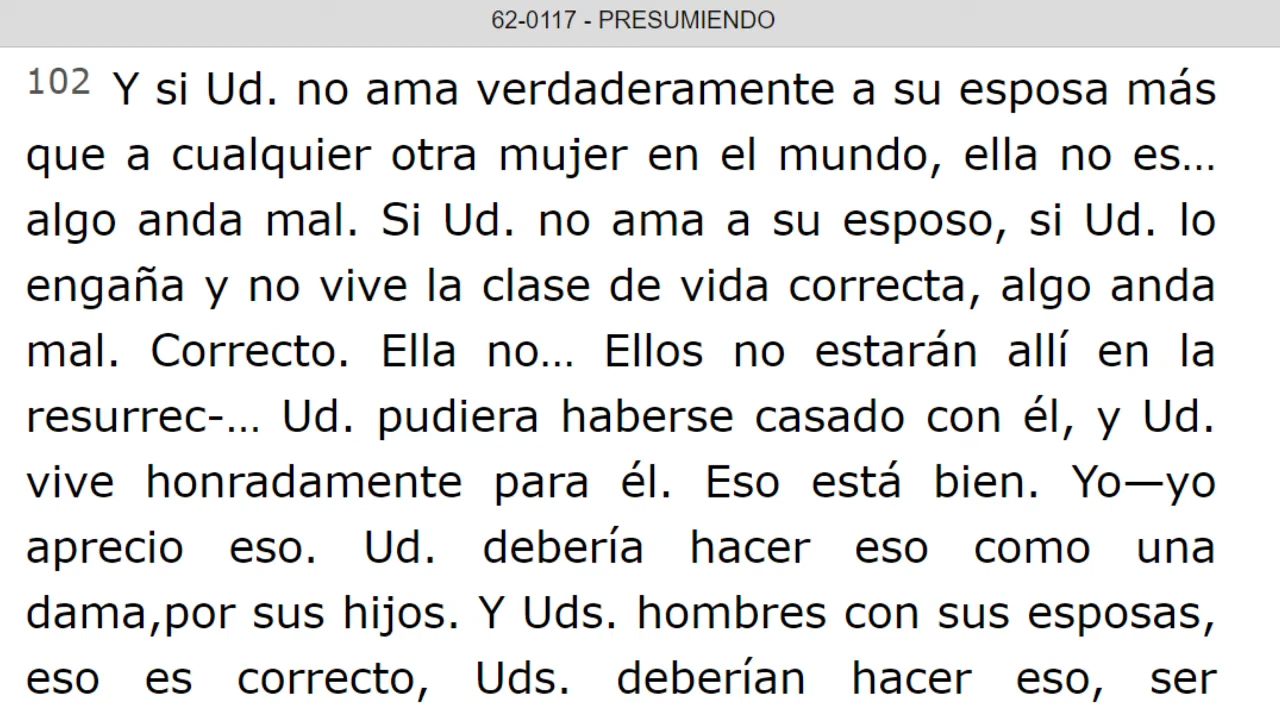 62-0117 - PRESUMIENDO
102 Y si Ud. no ama verdaderamente a su esposa más
que a cualquier otra mujer en el mundo, ella no es...
algo anda mal. Si Ud. no ama a su esposo, si Ud. lo
engaña y no vive la clase de vida correcta, algo anda
mal. Correcto. Ella no... Ellos no estarán allí en la
resurrec-... Ud. pudiera haberse casado con él, y Ud.
vive honradamente para él. Eso está bien. Yo—yo
aprecio eso. Ud. debería hacer eso como una
dama,por sus hijos. Y Uds. hombres con sus esposas,
eso es correcto, Uds. deberían hacer eso, ser